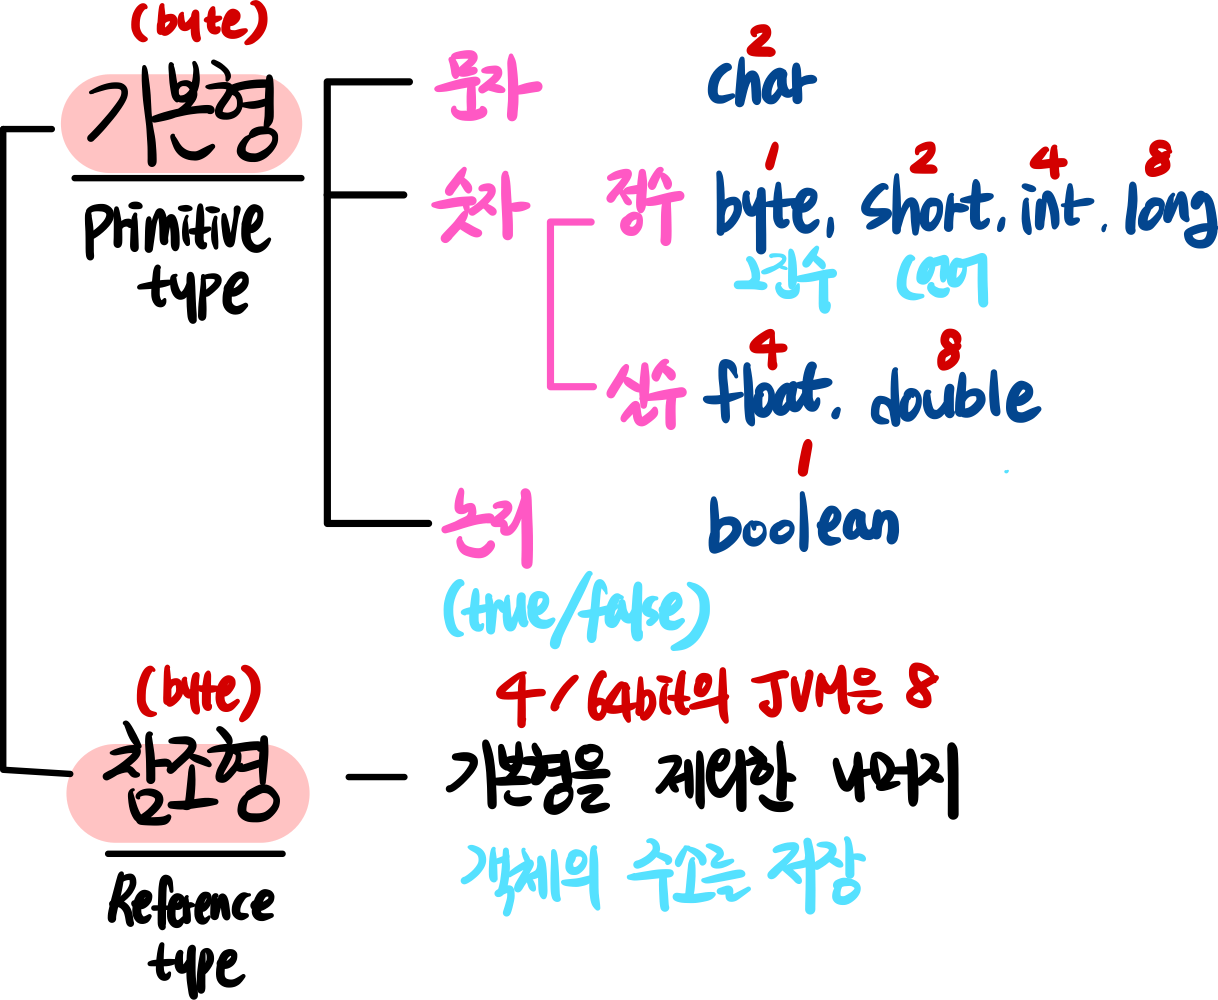 (byte)
기본형
Primitive
type
문자
2
char
숫자
정수
1 2 4 8
byte, short, int, long
2진수 C언어
실수
4 8
float, double
논리
1
boolean
(true/false)
(byte)
참조형
Reference
type
4/64bit의 JVM은 8
기본형을 제외한 나머지
객체의 주소를 저장